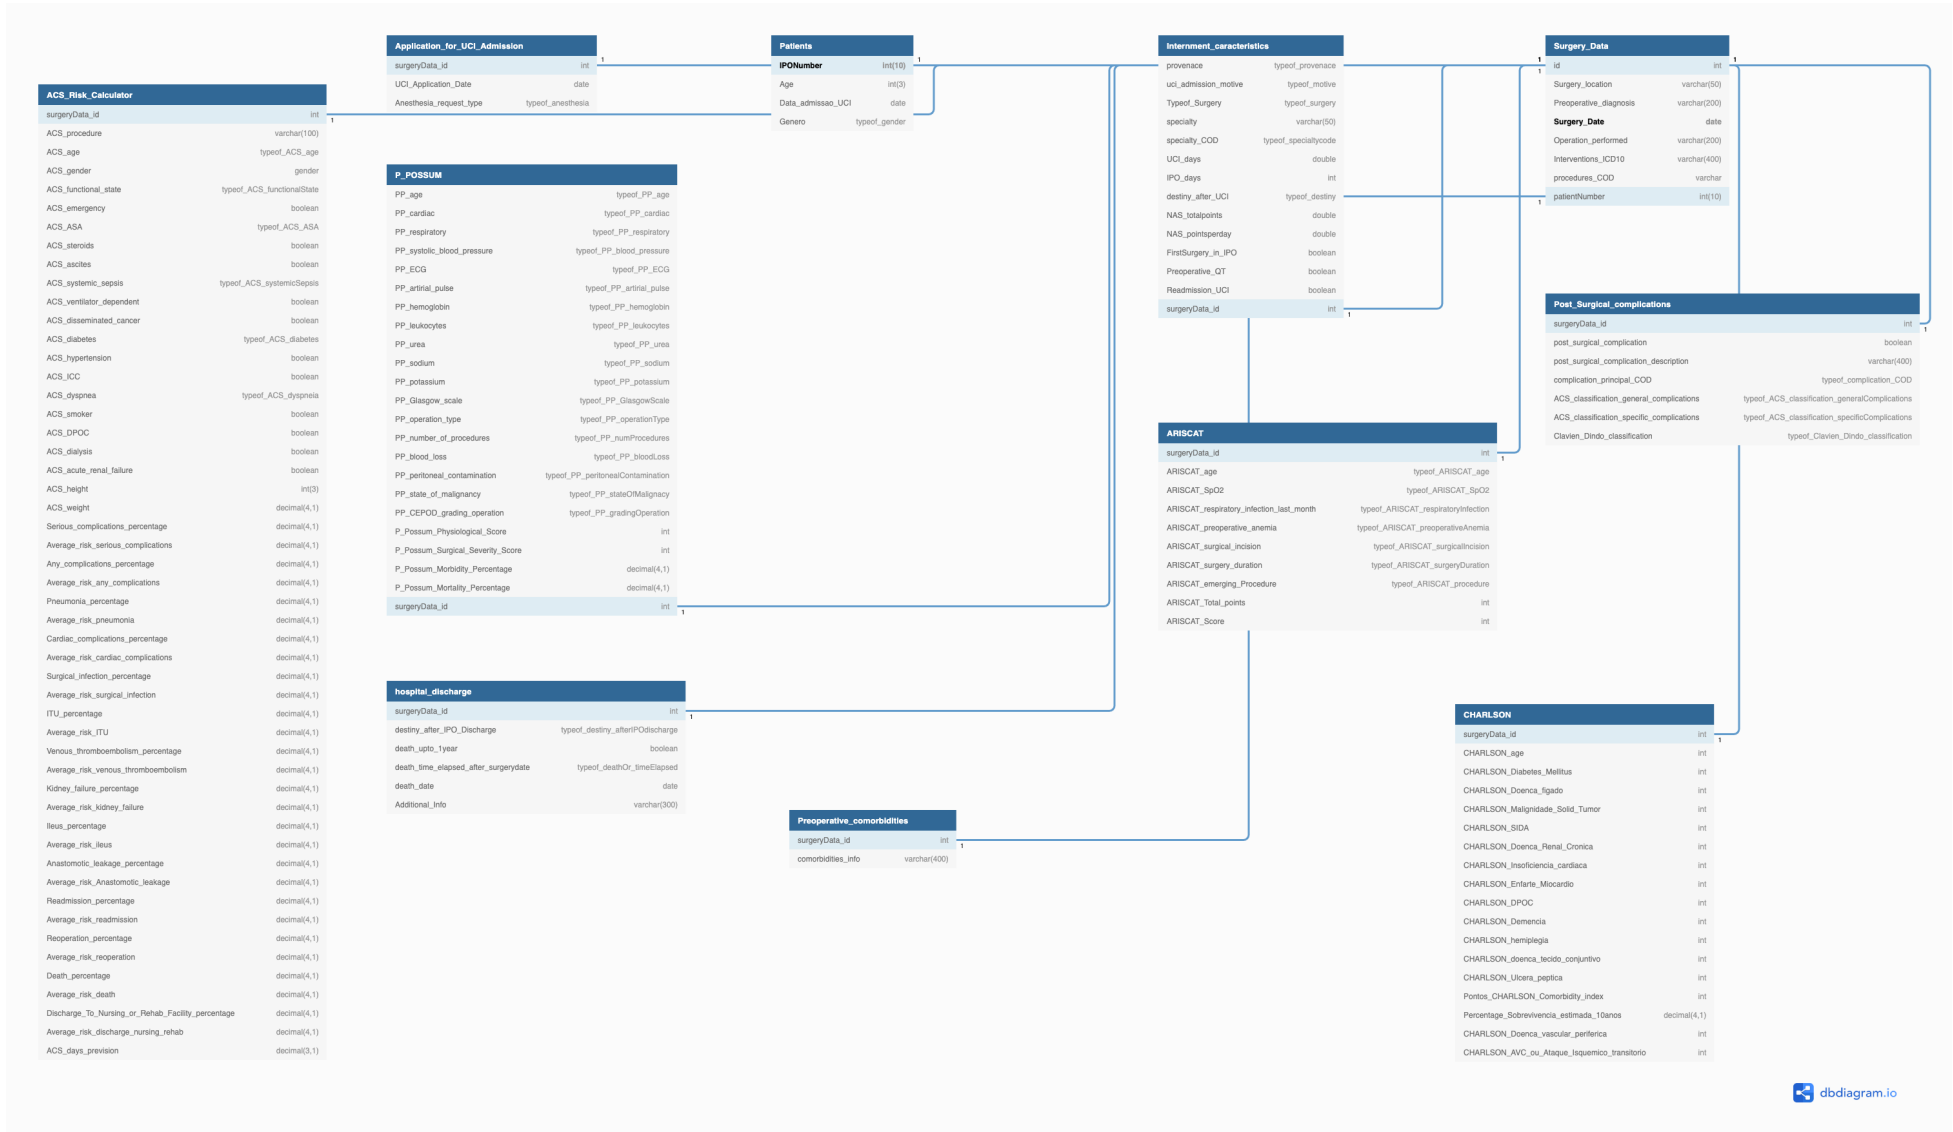 Application_for_UCI_Admission
surgeryData_id int
UCI_Application_Date date
Anesthesia_request_type typeof_anesthesia
1
Patients
IPONumber int(10)
Age int(3)
Data_admissao_UCI date
Genero typeof_gender
1
Internment_caracteristics
provenace typeof_provenace
uci_admission_motive typeof_motive
Typeof_Surgery typeof_surgery
specialty varchar(50)
specialty_COD typeof_specialtycode
UCI_days double
IPO_days int
destiny_after_UCI typeof_destiny
NAS_totalpoints double
NAS_pointsperday double
FirstSurgery_in_IPO boolean
Preoperative_QT boolean
Readmission_UCI boolean
surgeryData_id int
1
Surgery_Data
1
1
1
id int
Surgery_location varchar(50)
Preoperative_diagnosis varchar(200)
Surgery_Date date
Operation_performed varchar(200)
Interventions_ICD10 varchar(400)
procedures_COD varchar
patientNumber int(10)
1
ACS_Risk_Calculator
surgeryData_id int
1
ACS_procedure varchar(100)
ACS_age typeof_ACS_age
ACS_gender gender
ACS_functional_state typeof_ACS_functionalState
ACS_emergency boolean
ACS_ASA typeof_ACS_ASA
ACS_steroids boolean
ACS_ascites boolean
ACS_systemic_sepsis typeof_ACS_systemicSepsis
ACS_ventilator_dependent boolean
ACS_disseminated_cancer boolean
ACS_diabetes typeof_ACS_diabetes
ACS_hypertension boolean
ACS_ICC boolean
ACS_dyspnea typeof_ACS_dyspneia
ACS_smoker boolean
ACS_DPOC boolean
ACS_dialysis boolean
ACS_acute_renal_failure boolean
ACS_height int(3)
ACS_weight decimal(4,1)
Serious_complications_percentage decimal(4,1)
Average_risk_serious_complications decimal(4,1)
Any_complications_percentage decimal(4,1)
Average_risk_any_complications decimal(4,1)
Pneumonia_percentage decimal(4,1)
Average_risk_pneumonia decimal(4,1)
Cardiac_complications_percentage decimal(4,1)
Average_risk_cardiac_complications decimal(4,1)
Surgical_infection_percentage decimal(4,1)
Average_risk_surgical_infection decimal(4,1)
ITU_percentage decimal(4,1)
Average_risk_ITU decimal(4,1)
Venous_thromboembolism_percentage decimal(4,1)
Average_risk_venous_thromboembolism decimal(4,1)
Kidney_failure_percentage decimal(4,1)
Average_risk_kidney_failure decimal(4,1)
Ileus_percentage decimal(4,1)
Average_risk_ileus decimal(4,1)
Anastomotic_leakage_percentage decimal(4,1)
Average_risk_Anastomotic_leakage decimal(4,1)
Readmission_percentage decimal(4,1)
Average_risk_readmission decimal(4,1)
Reoperation_percentage decimal(4,1)
Average_risk_reoperation decimal(4,1)
Death_percentage decimal(4,1)
Average_risk_death decimal(4,1)
Discharge_To_Nursing_or_Rehab_Facility_percentage decimal(4,1)
Average_risk_discharge_nursing_rehab decimal(4,1)
ACS_days_prevision decimal(3,1)
P_POSSUM
PP_age typeof_PP_age
PP_cardiac typeof_PP_cardiac
PP_respiratory typeof_PP_respiratory
PP_systolic_blood_pressure typeof_PP_blood_pressure
PP_ECG typeof_PP_ECG
PP_artirial_pulse typeof_PP_artirial_pulse
PP_hemoglobin typeof_PP_hemoglobin
PP_leukocytes typeof_PP_leukocytes
PP_urea typeof_PP_urea
PP_sodium typeof_PP_sodium
PP_potassium typeof_PP_potassium
PP_Glasgow_scale typeof_PP_GlasgowScale
PP_operation_type typeof_PP_operationType
PP_number_of_procedures typeof_PP_numProcedures
PP_blood_loss typeof_PP_bloodLoss
PP_peritoneal_contamination typeof_PP_peritonealContamination
PP_state_of_malignancy typeof_PP_stateOfMalignacy
PP_CEPOD_grading_operation typeof_PP_gradingOperation
P_Possum_Physiological_Score int
P_Possum_Surgical_Severity_Score int
P_Possum_Morbidity_Percentage decimal(4,1)
P_Possum_Mortality_Percentage decimal(4,1)
surgeryData_id int
1
Post_Surgical_complications
surgeryData_id int
1
post_surgical_complication boolean
post_surgical_complication_description varchar(400)
complication_principal_COD typeof_complication_COD
ACS_classification_general_complications typeof_ACS_classification_generalComplications
ACS_classification_specific_complications typeof_ACS_classification_specificComplications
Clavien_Dindo_classification typeof_Clavien_Dindo_classification
ARISCAT
surgeryData_id int
1
ARISCAT_age typeof_ARISCAT_age
ARISCAT_SpO2 typeof_ARISCAT_SpO2
ARISCAT_respiratory_infection_last_month typeof_ARISCAT_respiratoryInfection
ARISCAT_preoperative_anemia typeof_ARISCAT_preoperativeAnemia
ARISCAT_surgical_incision typeof_ARISCAT_surgicalIncision
ARISCAT_surgery_duration typeof_ARISCAT_surgeryDuration
ARISCAT_emerging_Procedure typeof_ARISCAT_procedure
ARISCAT_Total_points int
ARISCAT_Score int
hospital_discharge
surgeryData_id int
1
destiny_after_IPO_Discharge typeof_destiny_afterIPOdischarge
death_upto_1year boolean
death_time_elapsed_after_surgerydate typeof_deathOr_timeElapsed
death_date date
Additional_Info varchar(300)
Preoperative_comorbidities
surgeryData_id int
1
comorbidities_info varchar(400)
CHARLSON
surgeryData_id int
1
CHARLSON_age int
CHARLSON_Diabetes_Mellitus int
CHARLSON_Doenca_figado int
CHARLSON_Malignidade_Solid_Tumor int
CHARLSON_SIDA int
CHARLSON_Doenca_Renal_Cronica int
CHARLSON_Insoficiencia_cardiaca int
CHARLSON_Enfarte_Miocardio int
CHARLSON_DPOC int
CHARLSON_Demencia int
CHARLSON_hemiplegia int
CHARLSON_doenca_tecido_conjuntivo int
CHARLSON_Ulcera_peptica int
Pontos_CHARLSON_Comorbidity_index int
Percentage_Sobrevivencia_estimada_10anos decimal(4,1)
CHARLSON_Doenca_vascular_periferica int
CHARLSON_AVC_ou_Ataque_Isquemico_transitorio int
dbdiagram.io